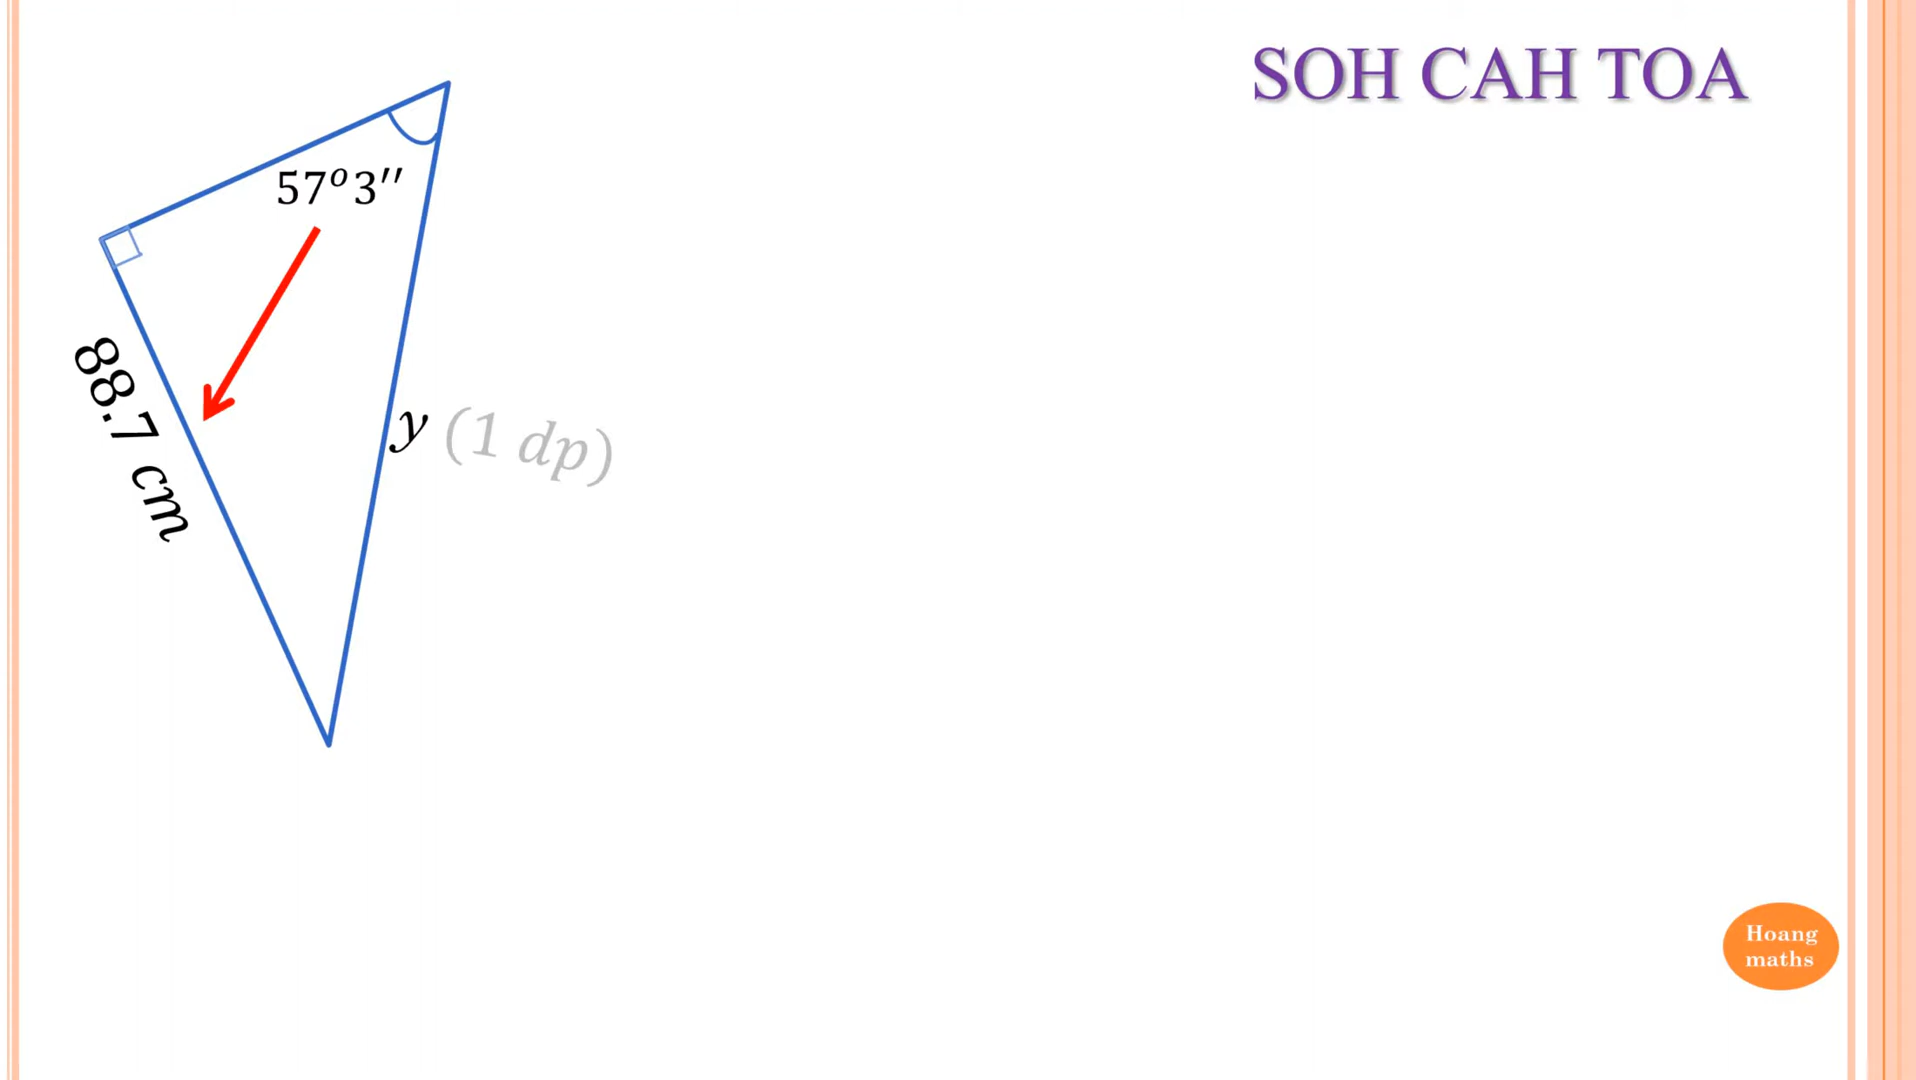 SOH CAH TOA
57°3″
88.7 cm
y (1 dp)
Hoang
maths